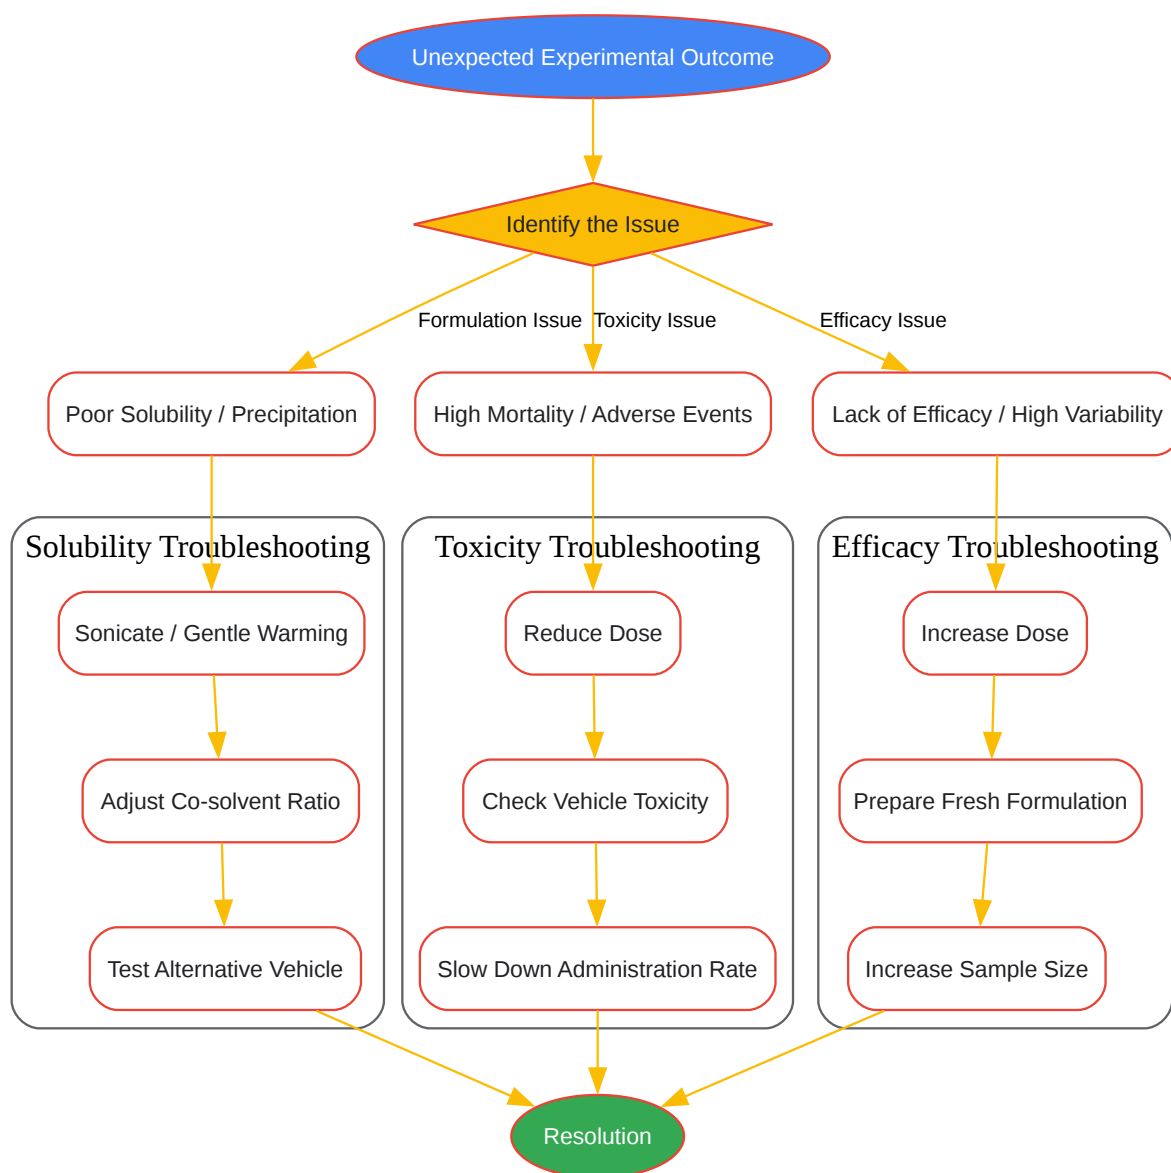 Unexpected Experimental Outcome
Identify the Issue
Formulation Issue
Toxicity Issue
Efficacy Issue
Poor Solubility / Precipitation
High Mortality / Adverse Events
Lack of Efficacy / High Variability
Solubility Troubleshooting
Toxicity Troubleshooting
Efficacy Troubleshooting
Sonicate / Gentle Warming
Reduce Dose
Increase Dose
Adjust Co-solvent Ratio
Check Vehicle Toxicity
Prepare Fresh Formulation
Test Alternative Vehicle
Slow Down Administration Rate
Increase Sample Size
Resolution